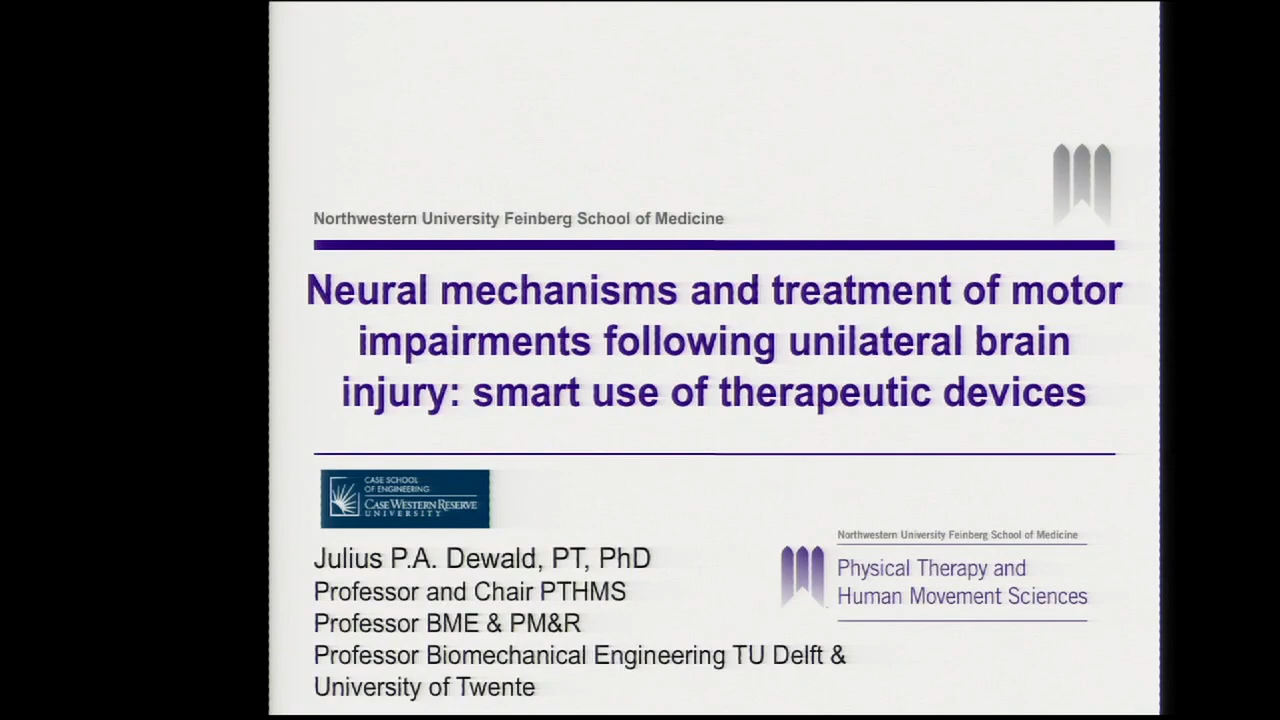 Northwestern University Feinberg School of Medicine
Neural mechanisms and treatment of motor
impairments following unilateral brain
injury: smart use of therapeutic devices
CASE SCHOOL
OF ENGINEERING
CASE WESTERN RESERVE
UNIVERSITY
Julius P.A. Dewald, PT, PhD
Professor and Chair PTHMS
Professor BME & PM&R
Professor Biomechanical Engineering TU Delft &
University of Twente
Northwestern University Feinberg School of Medicine
Physical Therapy and
Human Movement Sciences